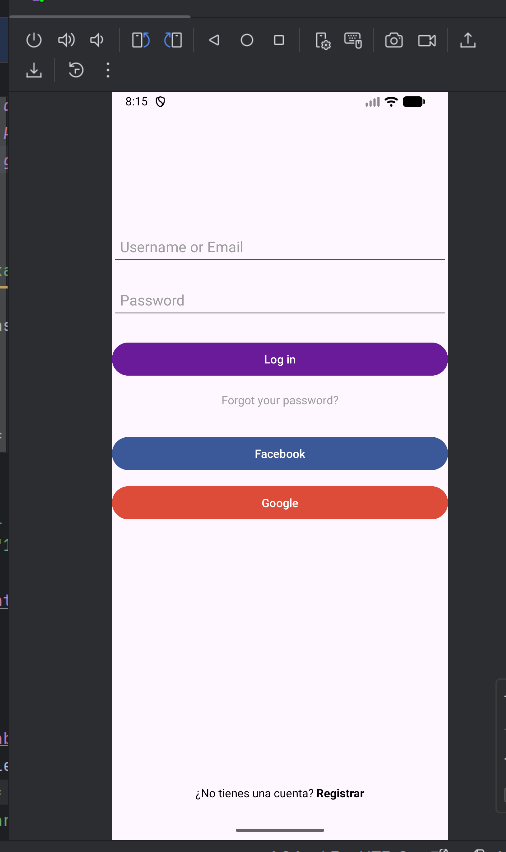 8:15
Username or Email
Password
Log in
Forgot your password?
Facebook
Google
¿No tienes una cuenta? Registrar